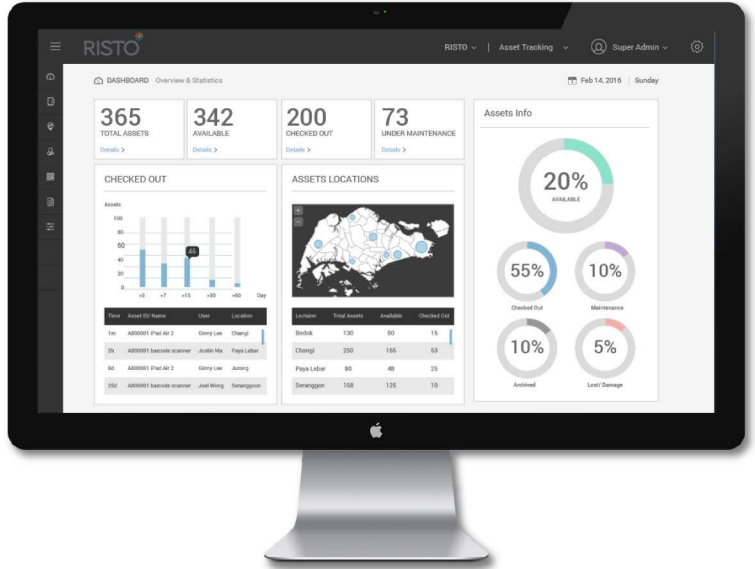 RISTO
RISTO | Asset Tracking Super Admin
DASHBOARD Overview & Statistics
Feb 14, 2016 | Sunday
365
TOTAL ASSETS
Details >
342
AVAILABLE
Details >
200
CHECKED OUT
Details >
73
UNDER MAINTENANCE
Details >
CHECKED OUT
Assets
100
80
60
40
20
0
45
>3 >7 >15 >30 >60 Day
Time Asset ID/ Name User Location
1m A800001 iPad Air 2 Ginny Lee Changi
2h A800001 barcode scanner Justin Ma Paya Lebar
8d A800001 iPad Air 2 Ginny Lee Jurong
25d A800001 barcode scanner Joel Wong Seranggoon
ASSETS LOCATIONS
+
-
Total Assets Available Checked Out
Bedok 130 80 15
Changi 250 165 53
Paya Lebar 80 48 25
Seranggon 158 125 10
Assets Info
20%
AVAILABLE
55%
Checked Out
10%
Maintenance
10%
Archived
5%
Lost/ Damage